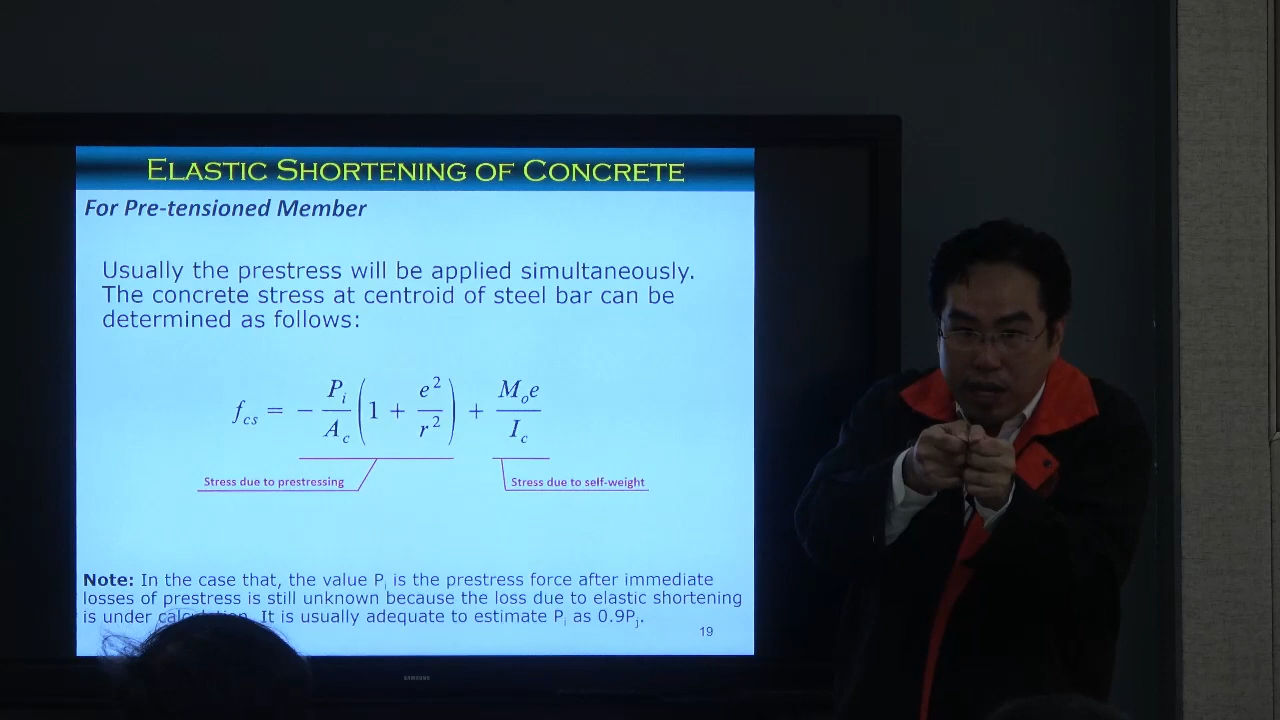 ELASTIC SHORTENING OF CONCRETE
For Pre-tensioned Member
Usually the prestress will be applied simultaneously.
The concrete stress at centroid of steel bar can be
determined as follows:
f_cs = - P_i/A_c (1 + e²/r²) + M_o e/I_c
Stress due to prestressing
Stress due to self-weight
Note: In the case that, the value P_i is the prestress force after immediate
losses of prestress is still unknown because the loss due to elastic shortening
is under calculation. It is usually adequate to estimate P_i as 0.9P_j.
19
SAMSUNG